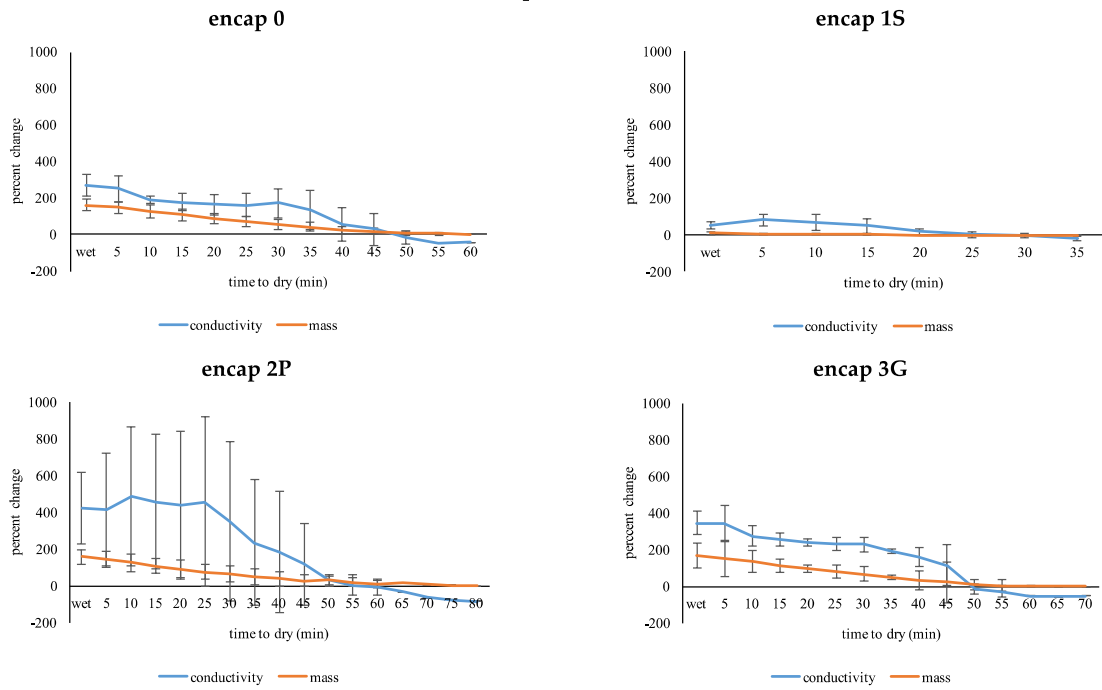 encap 0
1000
800
600
400
200
0
-200
percent change
wet 5 10 15 20 25 30 35 40 45 50 55 60
time to dry (min)
conductivity mass
encap 1S
1000
800
600
400
200
0
-200
percent change
wet 5 10 15 20 25 30 35
time to dry (min)
conductivity mass
encap 2P
1000
800
600
400
200
0
-200
percent change
wet 5 10 15 20 25 30 35 40 45 50 55 60 65 70 75 80
time to dry (min)
conductivity mass
encap 3G
1000
800
600
400
200
0
-200
percent change
wet 5 10 15 20 25 30 35 40 45 50 55 60 65 70
time to dry (min)
conductivity mass